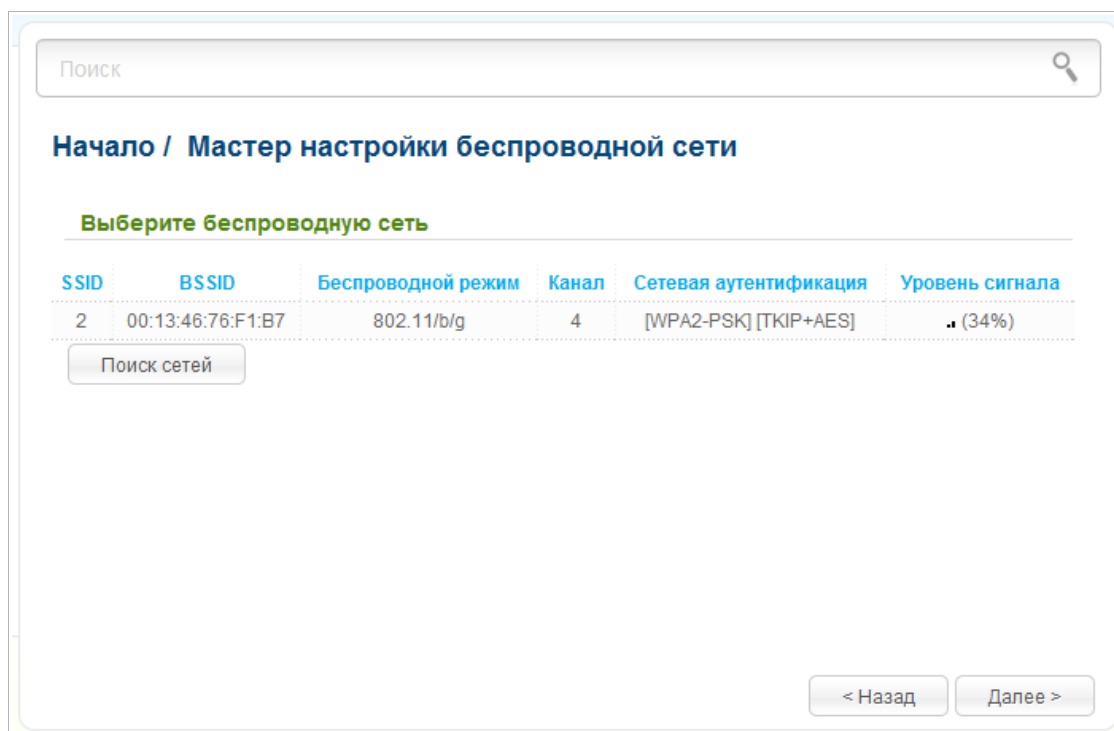 Поиск
Начало / Мастер настройки беспроводной сети
Выберите беспроводную сеть
SSID BSSID Беспроводной режим Канал Сетевая аутентификация Уровень сигнала
2 00:13:46:76:F1:B7 802.11/b/g 4 [WPA2-PSK] [TKIP+AES] (34%)
Поиск сетей
< Назад Далее >